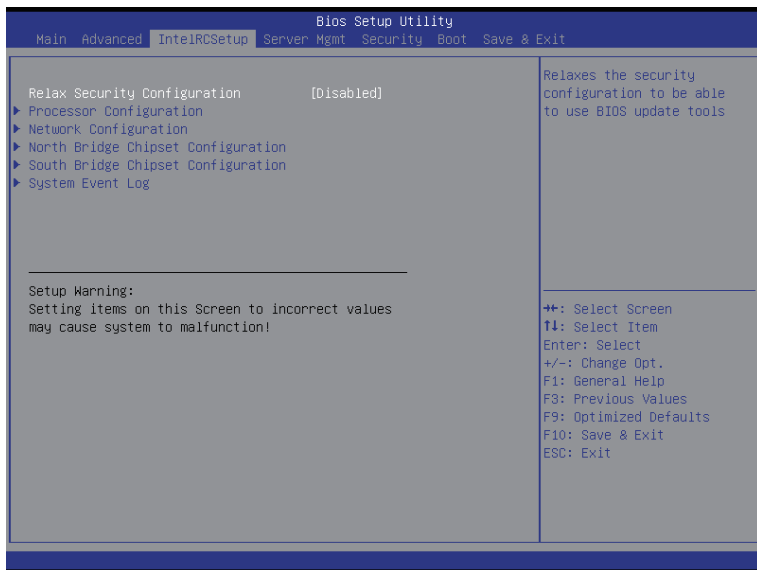 Bios Setup Utility
Main Advanced IntelRCSetup Server Mgmt Security Boot Save & Exit
Relax Security Configuration [Disabled]
Processor Configuration
Network Configuration
North Bridge Chipset Configuration
South Bridge Chipset Configuration
System Event Log
Setup Warning:
Setting items on this Screen to incorrect values
may cause system to malfunction!
Relaxes the security
configuration to be able
to use BIOS update tools
→←: Select Screen
↑↓: Select Item
Enter: Select
+/-: Change Opt.
F1: General Help
F3: Previous Values
F9: Optimized Defaults
F10: Save & Exit
ESC: Exit